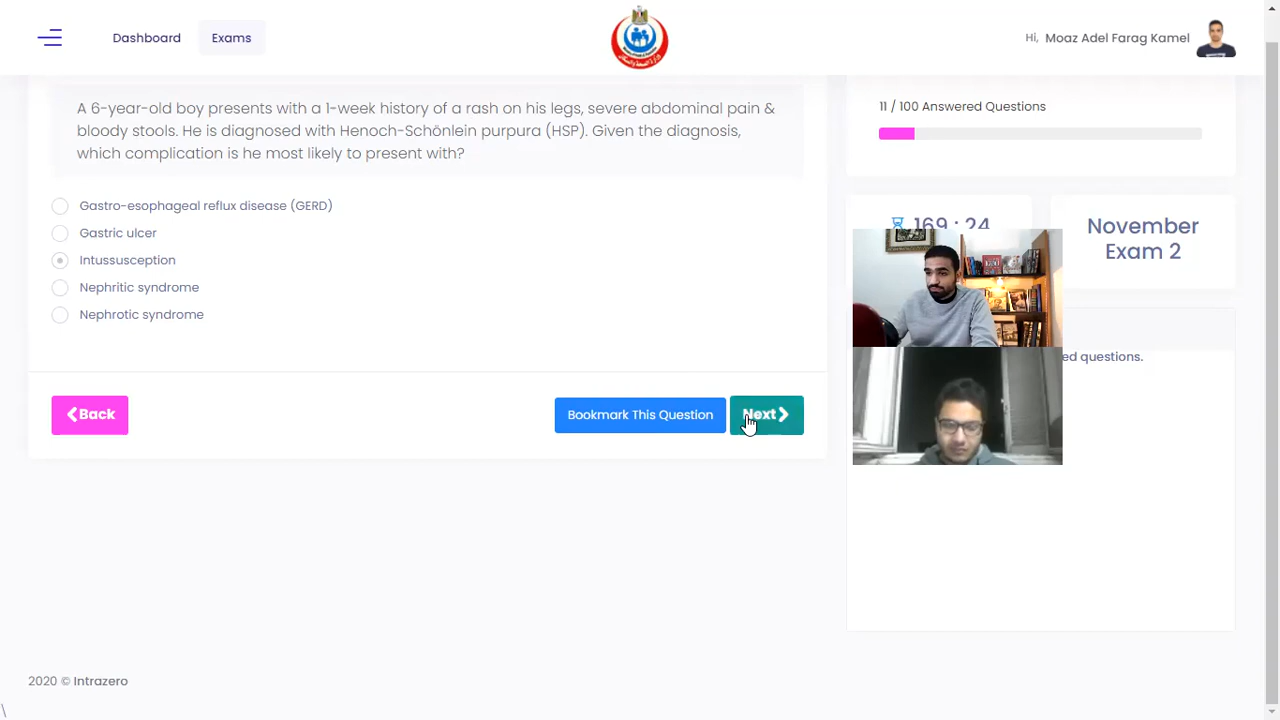 Dashboard
Exams
Hi, Moaz Adel Farag Kamel
A 6-year-old boy presents with a 1-week history of a rash on his legs, severe abdominal pain &
bloody stools. He is diagnosed with Henoch-Schönlein purpura (HSP). Given the diagnosis,
which complication is he most likely to present with?
Gastro-esophageal reflux disease (GERD)
Gastric ulcer
Intussusception
Nephritic syndrome
Nephrotic syndrome
Back
Bookmark This Question
Next
11 / 100 Answered Questions
169 : 24
November
Exam 2
ed questions.
2020 © Intrazero
\